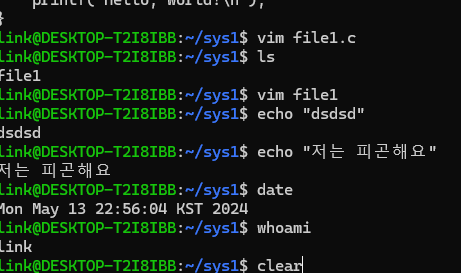 printf("Hello, World!\n");
}
link@DESKTOP-T2I8IBB:~/sys1$ vim file1.c
link@DESKTOP-T2I8IBB:~/sys1$ ls
file1
link@DESKTOP-T2I8IBB:~/sys1$ vim file1
link@DESKTOP-T2I8IBB:~/sys1$ echo "dsdsd"
dsdsd
link@DESKTOP-T2I8IBB:~/sys1$ echo "저는 피곤해요"
저는 피곤해요
link@DESKTOP-T2I8IBB:~/sys1$ date
Mon May 13 22:56:04 KST 2024
link@DESKTOP-T2I8IBB:~/sys1$ whoami
link
link@DESKTOP-T2I8IBB:~/sys1$ clear